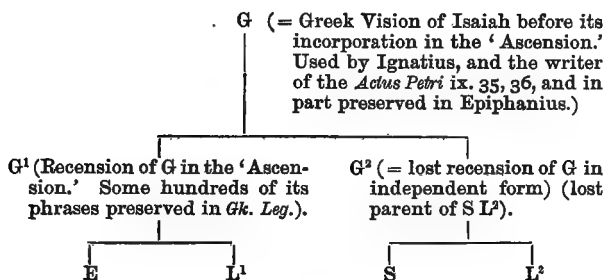 G (= Greek Vision of Isaiah before its
incorporation in the ‘Ascension.’
Used by Ignatius, and the writer
of the Actus Petri ix. 35, 36, and in
part preserved in Epiphanius.)
G¹ (Recension of G in the ‘Ascen-
sion.’ Some hundreds of its
phrases preserved in Gk. Leg.).
G² (= lost recension of G in
independent form) (lost
parent of S L²).
E L¹ S L²